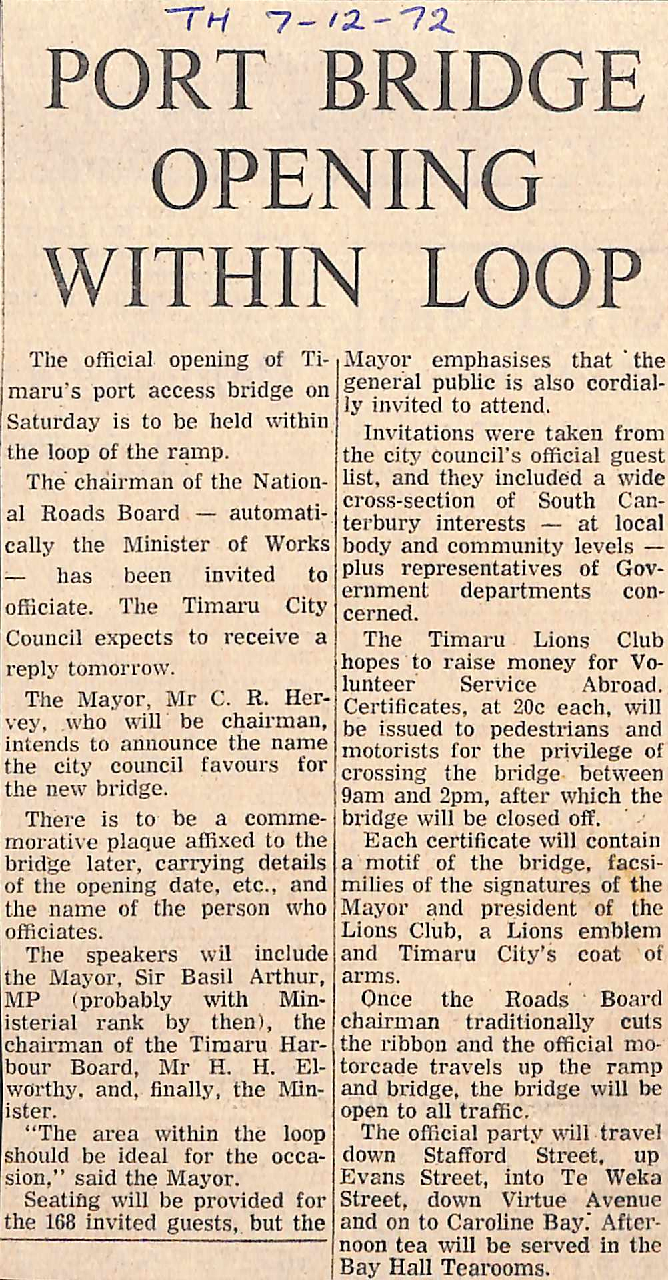 TH 7-12-72
PORT BRIDGE
OPENING
WITHIN LOOP
The official opening of Ti-
maru's port access bridge on
Saturday is to be held within
the loop of the ramp.
The chairman of the Nation-
al Roads Board — automati-
cally the Minister of Works
— has been invited to
officiate. The Timaru City
Council expects to receive a
reply tomorrow.
The Mayor, Mr C. R. Her-
vey, who will be chairman,
intends to announce the name
the city council favours for
the new bridge.
There is to be a comme-
morative plaque affixed to the
bridge later, carrying details
of the opening date, etc., and
the name of the person who
officiates.
The speakers wil include
the Mayor, Sir Basil Arthur,
MP (probably with Min-
isterial rank by then), the
chairman of the Timaru Har-
bour Board, Mr H. H. El-
worthy, and, finally, the Min-
ister.
"The area within the loop
should be ideal for the occa-
sion," said the Mayor.
Seating will be provided for
the 168 invited guests, but the
Mayor emphasises that the
general public is also cordial-
ly invited to attend.
Invitations were taken from
the city council's official guest
list, and they included a wide
cross-section of South Can-
terbury interests — at local
body and community levels —
plus representatives of Gov-
ernment departments con-
cerned.
The Timaru Lions Club
hopes to raise money for Vo-
lunteer Service Abroad.
Certificates, at 20c each, will
be issued to pedestrians and
motorists for the privilege of
crossing the bridge between
9am and 2pm, after which the
bridge will be closed off.
Each certificate will contain
a motif of the bridge, facsi-
milies of the signatures of the
Mayor and president of the
Lions Club, a Lions emblem
and Timaru City's coat of
arms.
Once the Roads Board
chairman traditionally cuts
the ribbon and the official mo-
torcade travels up the ramp
and bridge, the bridge will be
open to all traffic.
The official party will travel
down Stafford Street, up
Evans Street, into Te Weka
Street, down Virtue Avenue
and on to Caroline Bay. After-
noon tea will be served in the
Bay Hall Tearooms.